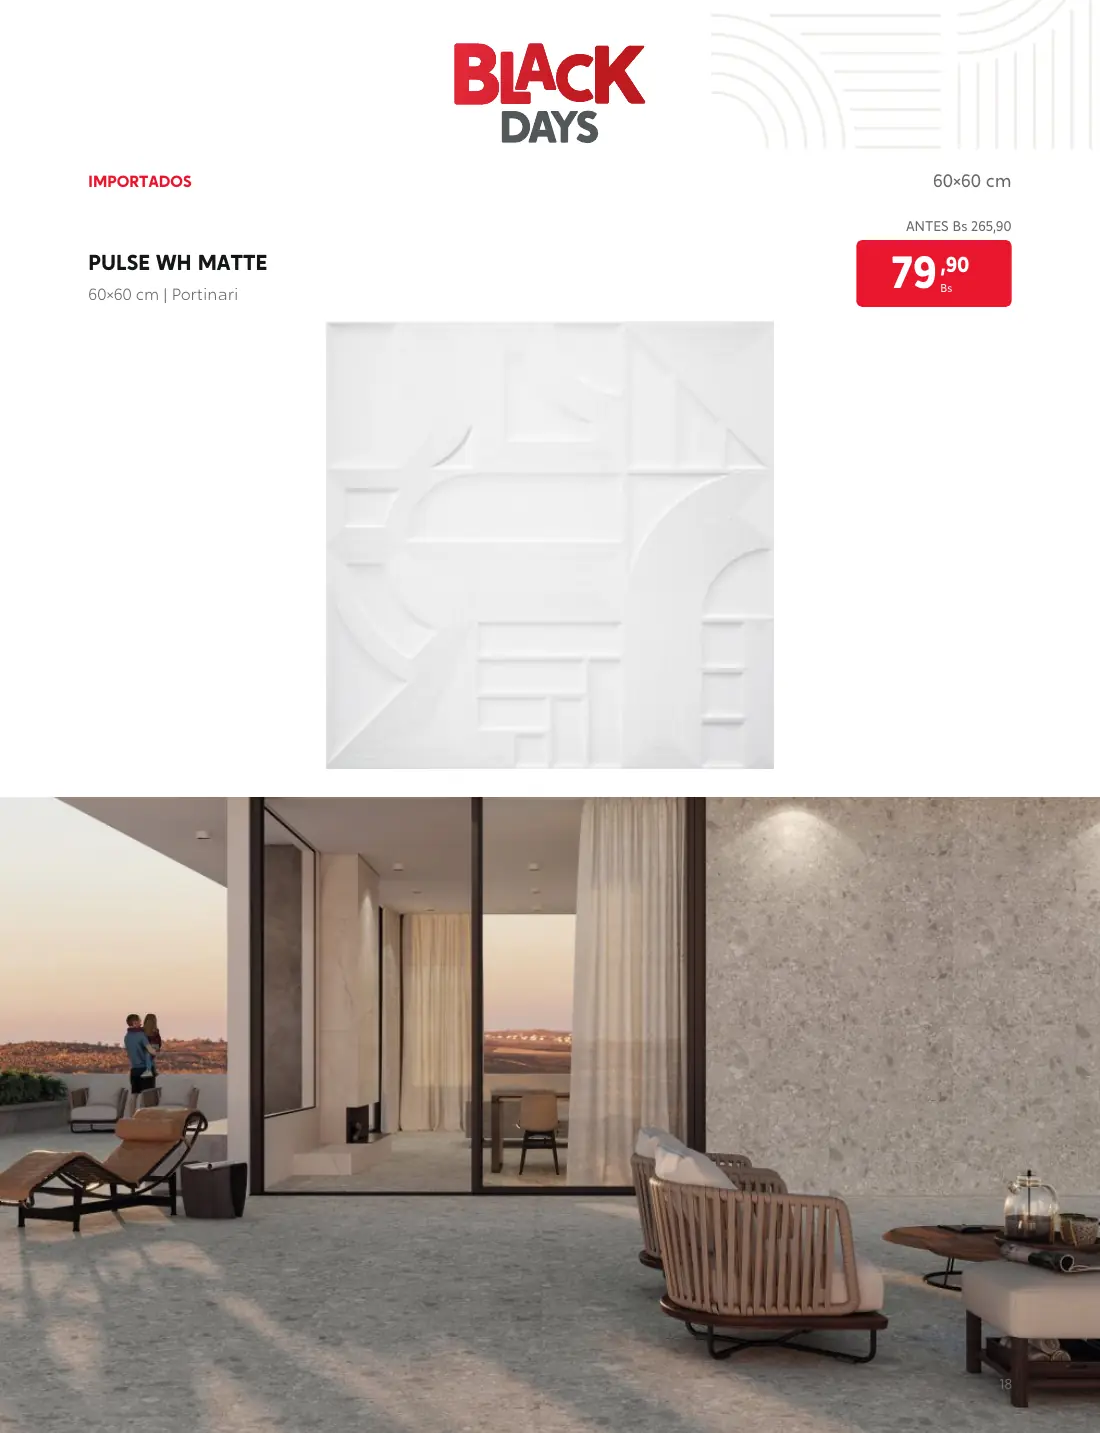 BLACK
DAYS
IMPORTADOS
60×60 cm
ANTES Bs 265,90
PULSE WH MATTE
79,90
Bs
60×60 cm | Portinari
18